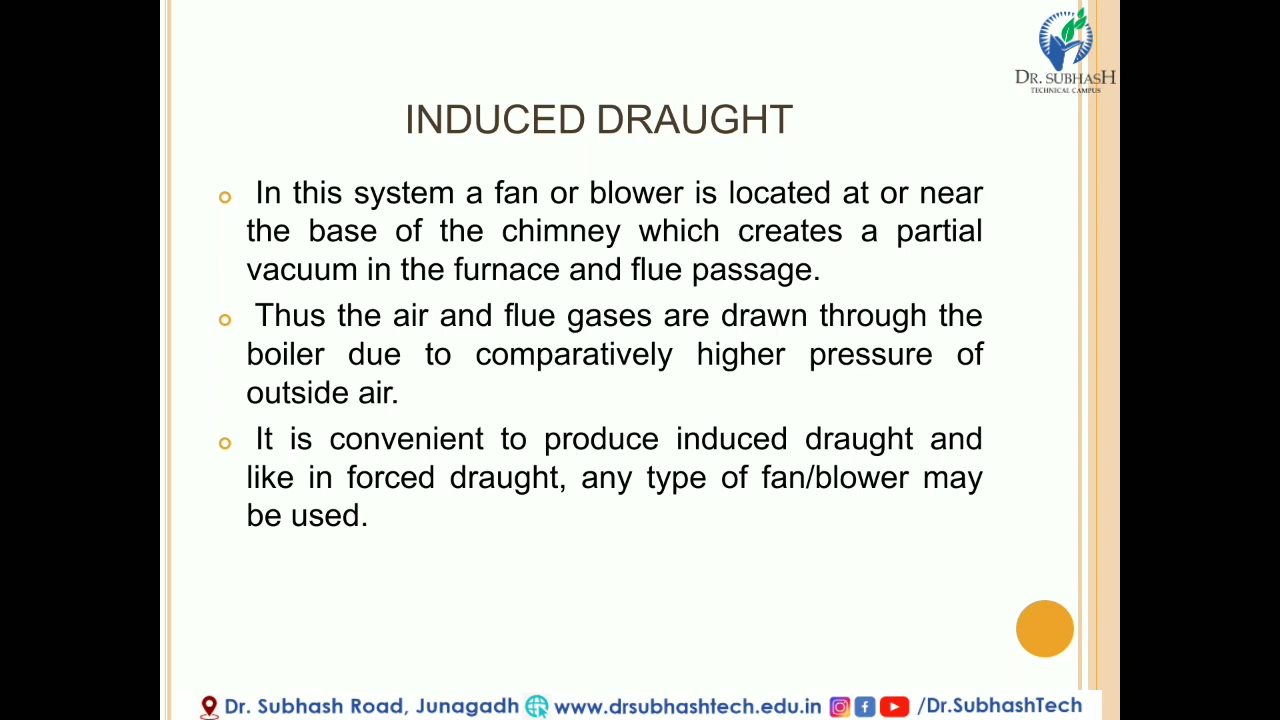 DR. SUBHASH
TECHNICAL CAMPUS
INDUCED DRAUGHT
In this system a fan or blower is located at or near
the base of the chimney which creates a partial
vacuum in the furnace and flue passage.
Thus the air and flue gases are drawn through the
boiler due to comparatively higher pressure of
outside air.
It is convenient to produce induced draught and
like in forced draught, any type of fan/blower may
be used.
Dr. Subhash Road, Junagadh www.drsubhashtech.edu.in /Dr.SubhashTech